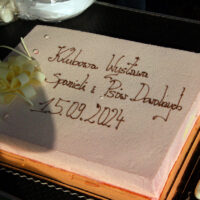 Klubowa Wystawa
Spanieli i Psów Dowodnych
15.09.2024